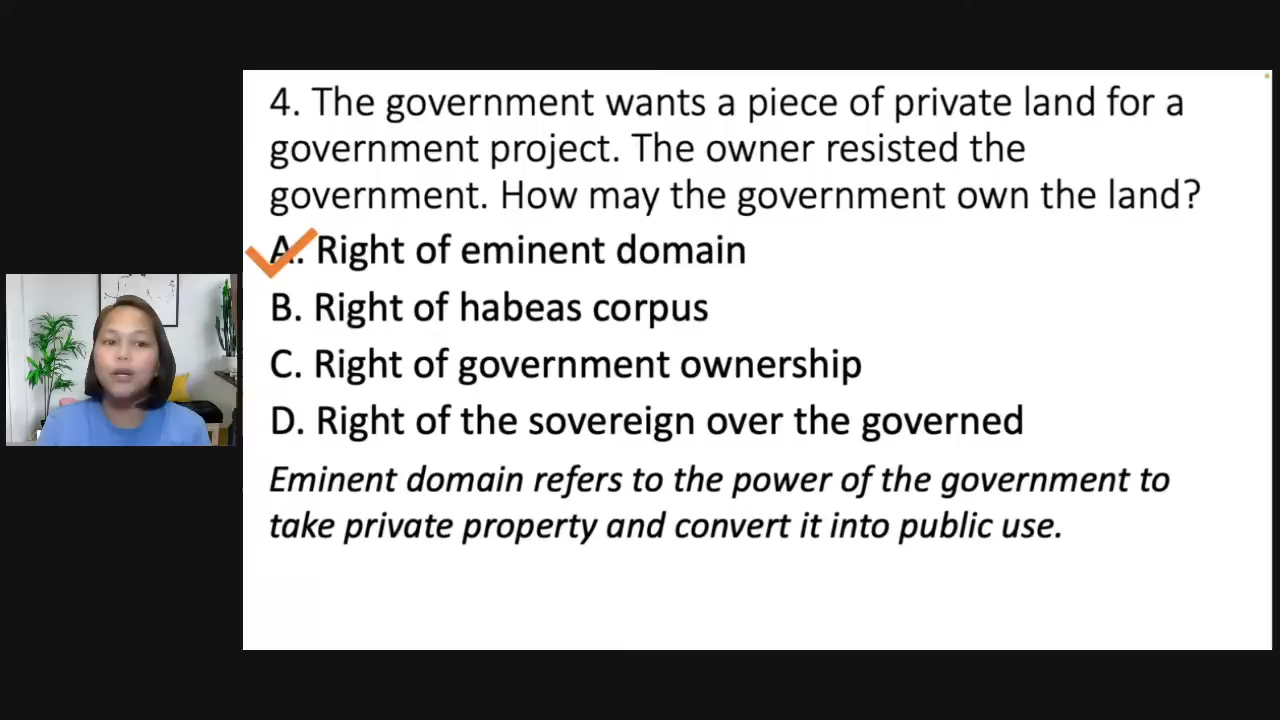 4. The government wants a piece of private land for a
government project. The owner resisted the
government. How may the government own the land?
A. Right of eminent domain
B. Right of habeas corpus
C. Right of government ownership
D. Right of the sovereign over the governed
Eminent domain refers to the power of the government to
take private property and convert it into public use.